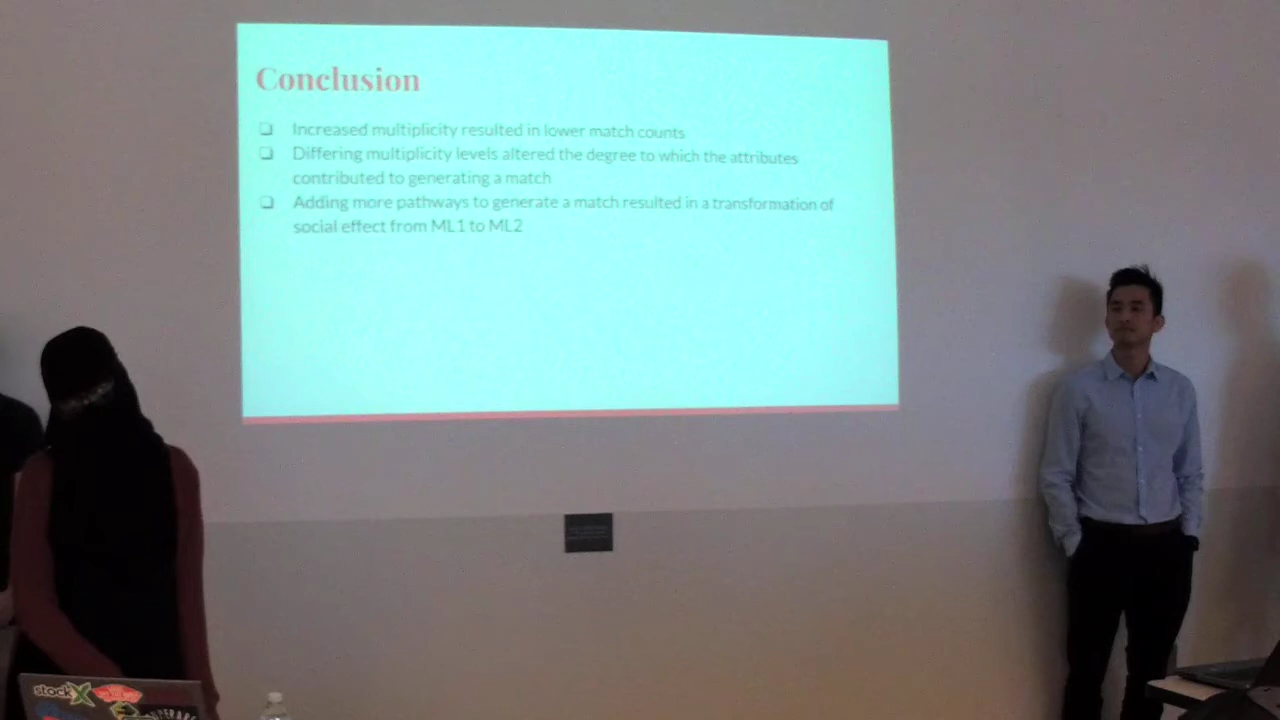 Conclusion
❏ Increased multiplicity resulted in lower match counts
❏ Differing multiplicity levels altered the degree to which the attributes
contributed to generating a match
❏ Adding more pathways to generate a match resulted in a transformation of
social effect from ML1 to ML2
stockX